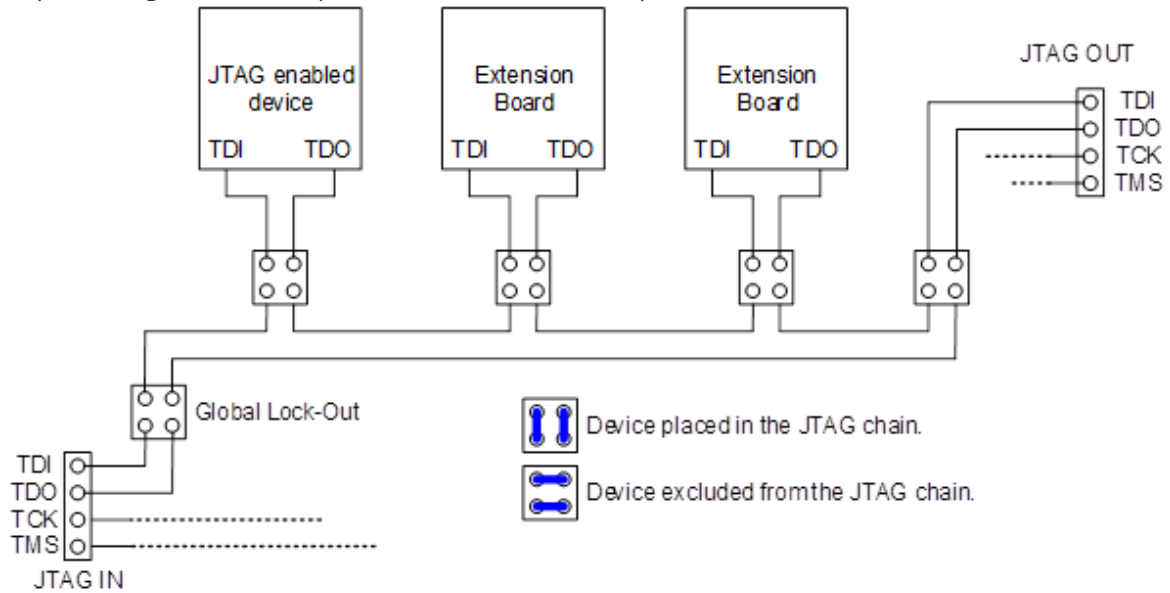 JTAG enabled
device
TDI TDO
Extension
Board
TDI TDO
Extension
Board
TDI TDO
JTAG OUT
TDI
TDO
TCK
TMS
Global Lock-Out
Device placed in the JTAG chain.
Device excluded from the JTAG chain.
TDI
TDO
TCK
TMS
JTAG IN